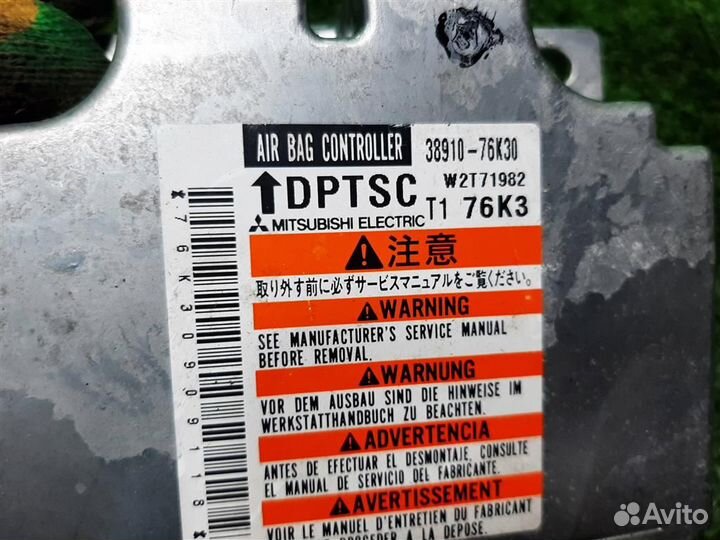 AIR BAG CONTROLLER 38910-76K30
↑DPTSC W2T71982
MITSUBISHI ELECTRIC T1 76K3
注意
取り外す前に必ずサービスマニュアルをご覧ください。
WARNING
SEE MANUFACTURER'S SERVICE MANUAL
BEFORE REMOVAL.
WARNUNG
VOR DEM AUSBAU SIND DIE HINWEISE IM
WERKSTATTHANDBUCH ZU BEACHTEN.
ADVERTENCIA
ANTES DE EFECTUAR EL DESMONTAJE, CONSULTE
EL MANUAL DE SERVICIO DEL FABRICANTE.
AVERTISSEMENT
VOIR LE MANUEL D'ENTRETIEN DU FABRICANT
PROCEDER A LA DEPOSE.
*76K30909118*
Avito